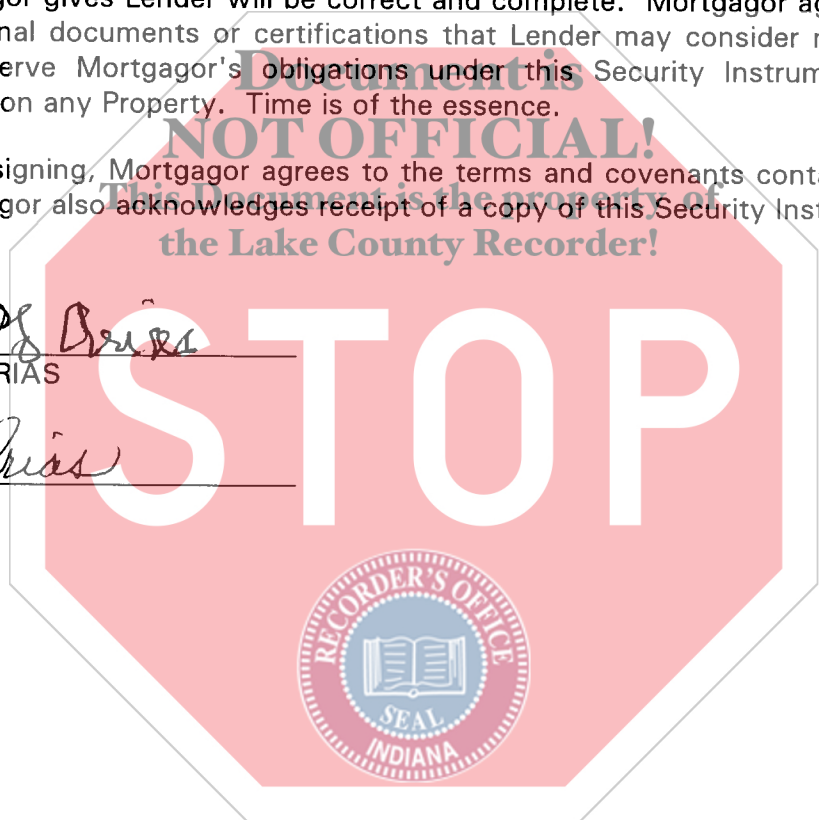 gor gives Lender will be correct and complete. Mortgagor ag
nal documents or certifications that Lender may consider
erve Mortgagor's obligations under this Security Instrum
on any Property. Time is of the essence.
signing, Mortgagor agrees to the terms and covenants conta
gor also acknowledges receipt of a copy of this Security Inst
Document is
NOT OFFICIAL!
This Document is the property of
the Lake County Recorder!
Arias
RIAS
Arias
STOP
RECORDER'S OFFICE
SEAL
INDIANA